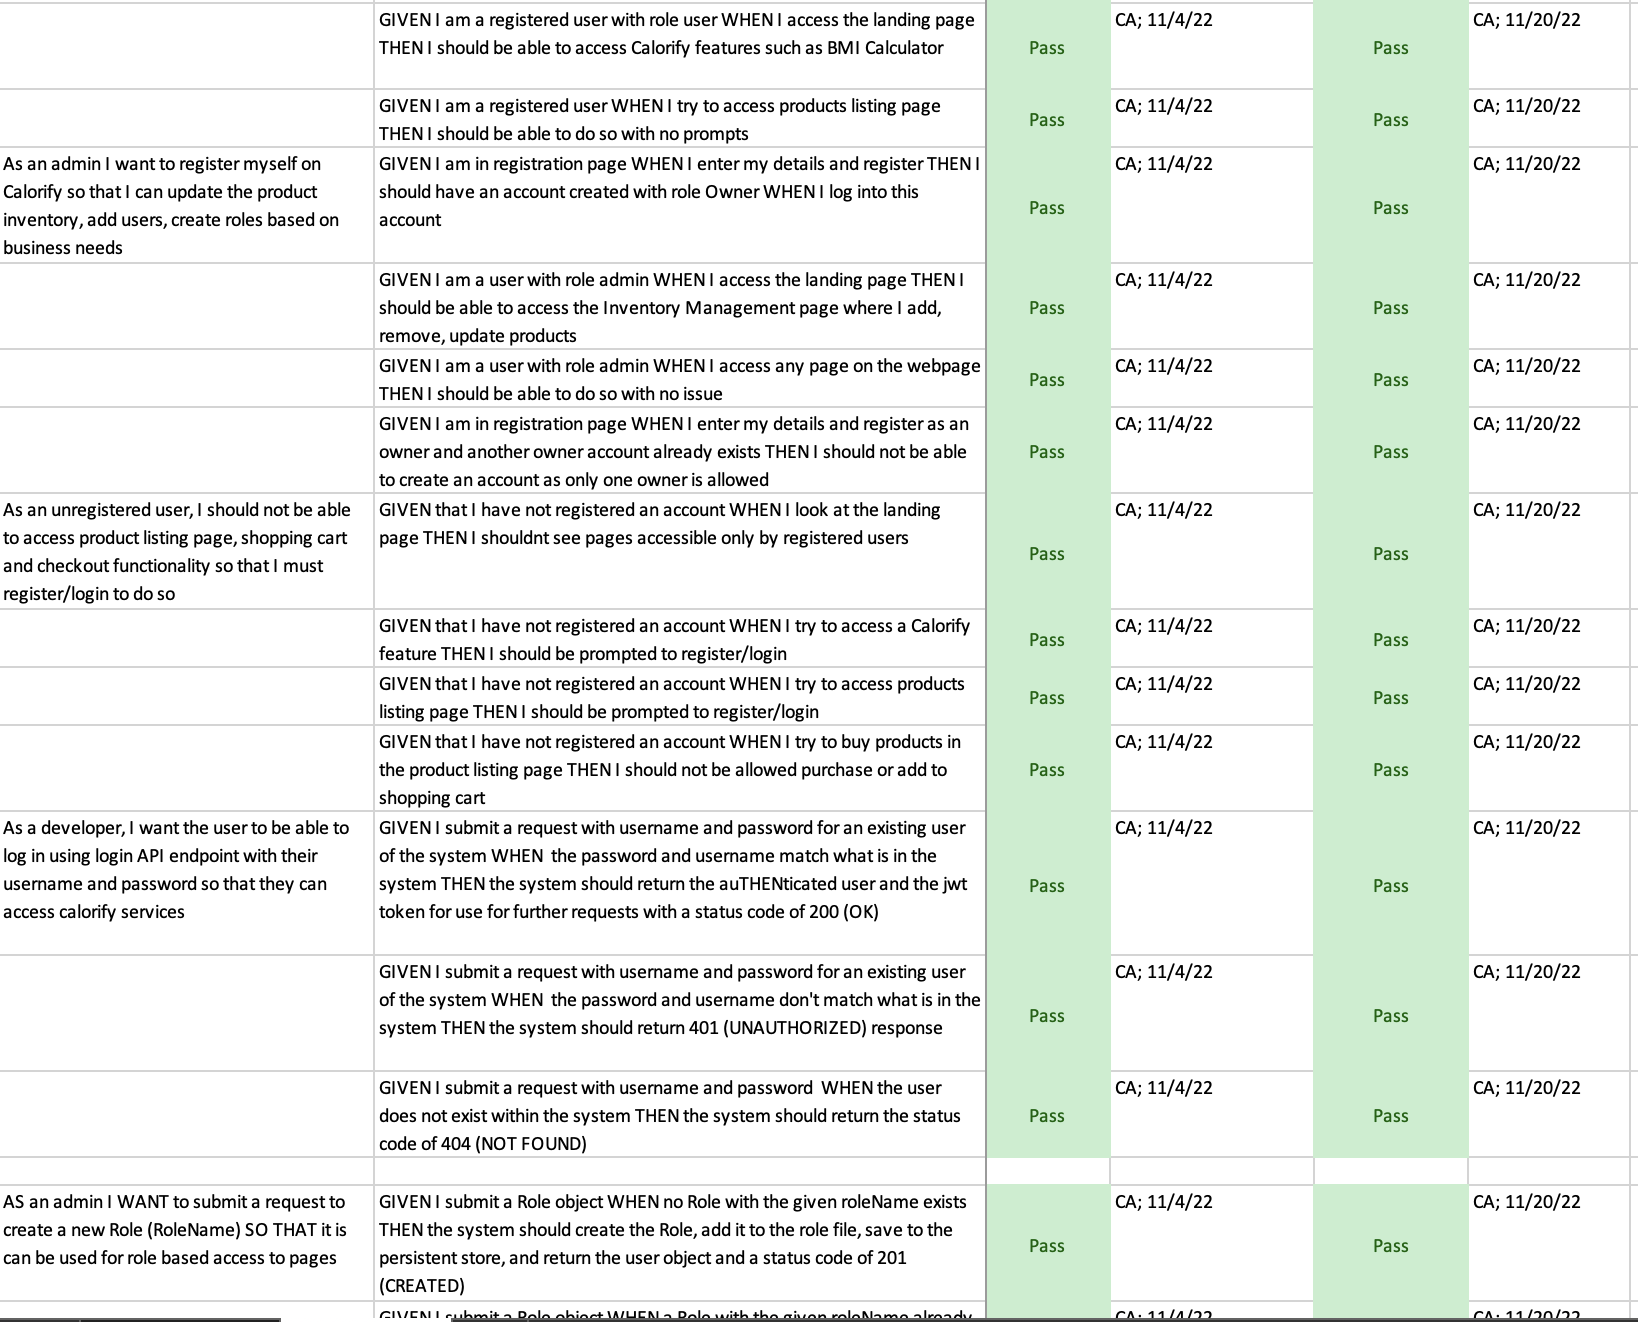 GIVEN I am a registered user with role user WHEN I access the landing page
THEN I should be able to access Calorify features such as BMI Calculator
Pass
CA; 11/4/22
Pass
CA; 11/20/22
GIVEN I am a registered user WHEN I try to access products listing page
THEN I should be able to do so with no prompts
Pass
CA; 11/4/22
Pass
CA; 11/20/22
As an admin I want to register myself on
Calorify so that I can update the product
inventory, add users, create roles based on
business needs
GIVEN I am in registration page WHEN I enter my details and register THEN I
should have an account created with role Owner WHEN I log into this
account
Pass
CA; 11/4/22
Pass
CA; 11/20/22
GIVEN I am a user with role admin WHEN I access the landing page THEN I
should be able to access the Inventory Management page where I add,
remove, update products
Pass
CA; 11/4/22
Pass
CA; 11/20/22
GIVEN I am a user with role admin WHEN I access any page on the webpage
THEN I should be able to do so with no issue
Pass
CA; 11/4/22
Pass
CA; 11/20/22
GIVEN I am in registration page WHEN I enter my details and register as an
owner and another owner account already exists THEN I should not be able
to create an account as only one owner is allowed
Pass
CA; 11/4/22
Pass
CA; 11/20/22
As an unregistered user, I should not be able
to access product listing page, shopping cart
and checkout functionality so that I must
register/login to do so
GIVEN that I have not registered an account WHEN I look at the landing
page THEN I shouldnt see pages accessible only by registered users
Pass
CA; 11/4/22
Pass
CA; 11/20/22
GIVEN that I have not registered an account WHEN I try to access a Calorify
feature THEN I should be prompted to register/login
Pass
CA; 11/4/22
Pass
CA; 11/20/22
GIVEN that I have not registered an account WHEN I try to access products
listing page THEN I should be prompted to register/login
Pass
CA; 11/4/22
Pass
CA; 11/20/22
GIVEN that I have not registered an account WHEN I try to buy products in
the product listing page THEN I should not be allowed purchase or add to
shopping cart
Pass
CA; 11/4/22
Pass
CA; 11/20/22
As a developer, I want the user to be able to
log in using login API endpoint with their
username and password so that they can
access calorify services
GIVEN I submit a request with username and password for an existing user
of the system WHEN  the password and username match what is in the
system THEN the system should return the auTHENticated user and the jwt
token for use for further requests with a status code of 200 (OK)
Pass
CA; 11/4/22
Pass
CA; 11/20/22
GIVEN I submit a request with username and password for an existing user
of the system WHEN  the password and username don't match what is in the
system THEN the system should return 401 (UNAUTHORIZED) response
Pass
CA; 11/4/22
Pass
CA; 11/20/22
GIVEN I submit a request with username and password  WHEN the user
does not exist within the system THEN the system should return the status
code of 404 (NOT FOUND)
Pass
CA; 11/4/22
Pass
CA; 11/20/22
AS an admin I WANT to submit a request to
create a new Role (RoleName) SO THAT it is
can be used for role based access to pages
GIVEN I submit a Role object WHEN no Role with the given roleName exists
THEN the system should create the Role, add it to the role file, save to the
persistent store, and return the user object and a status code of 201
(CREATED)
Pass
CA; 11/4/22
Pass
CA; 11/20/22
GIVEN I submit a Role object WHEN a Role with the given roleName already
CA; 11/4/22
CA; 11/20/22